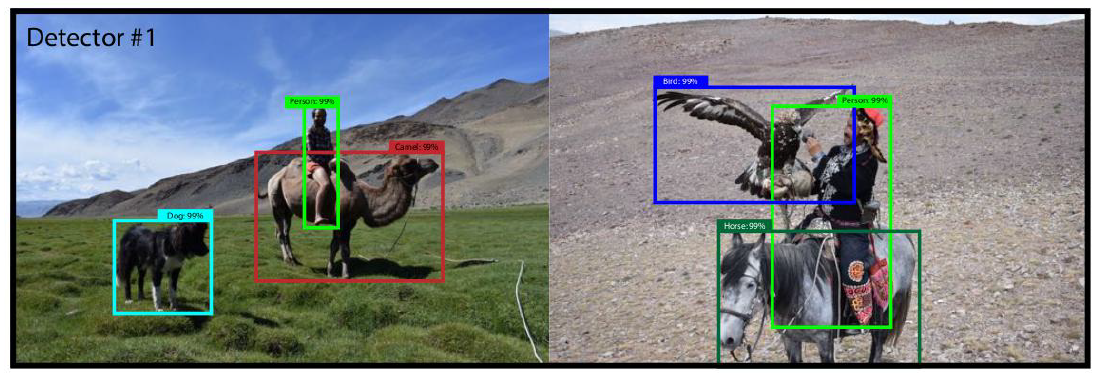 Detector #1
Person: 99%
Camel: 99%
Dog: 99%
Bird: 99%
Person: 99%
Horse: 99%